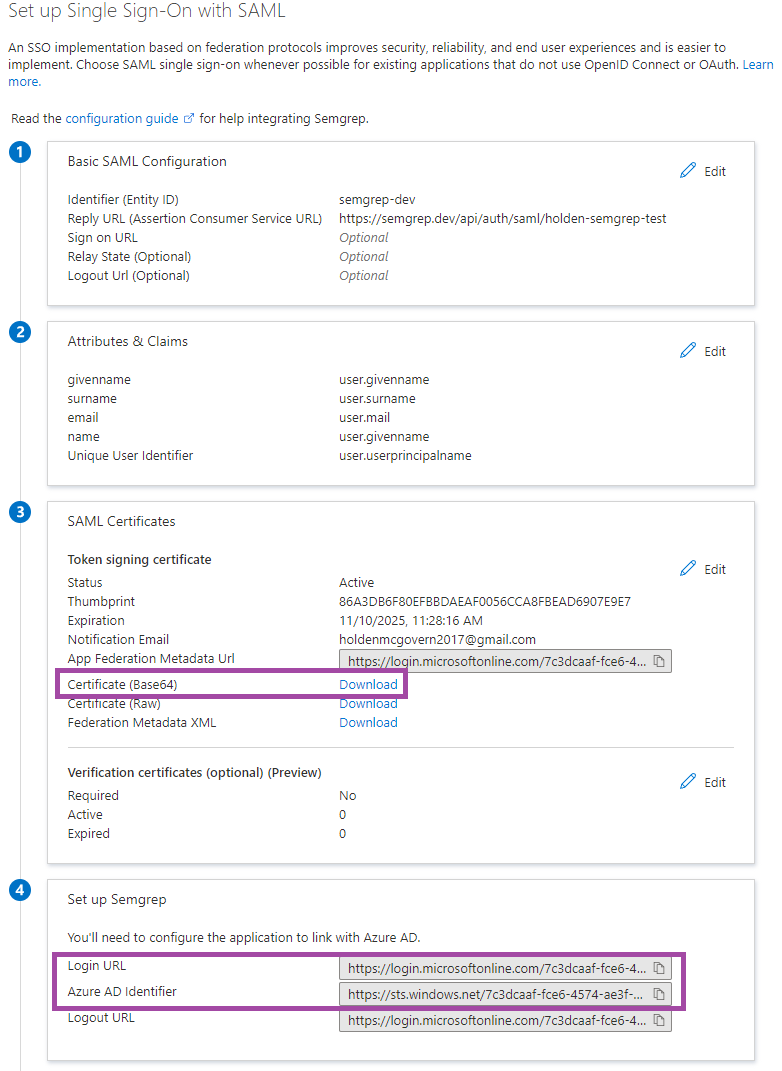 Set up Single Sign-On with SAML
An SSO implementation based on federation protocols improves security, reliability, and end user experiences and is easier to
implement. Choose SAML single sign-on whenever possible for existing applications that do not use OpenID Connect or OAuth. Learn
more.
Read the configuration guide for help integrating Semgrep.
1
Basic SAML Configuration
Edit
Identifier (Entity ID) semgrep-dev
Reply URL (Assertion Consumer Service URL) https://semgrep.dev/api/auth/saml/holden-semgrep-test
Sign on URL Optional
Relay State (Optional) Optional
Logout Url (Optional) Optional
2
Attributes & Claims
Edit
givenname user.givenname
surname user.surname
email user.mail
name user.givenname
Unique User Identifier user.userprincipalname
3
SAML Certificates
Token signing certificate
Edit
Status Active
Thumbprint 86A3DB6F80EFBBDAEAF0056CCA8FBEAD6907E9E7
Expiration 11/10/2025, 11:28:16 AM
Notification Email holdenmcgovern2017@gmail.com
App Federation Metadata Url https://login.microsoftonline.com/7c3dcaaf-fce6-4...
Certificate (Base64) Download
Certificate (Raw) Download
Federation Metadata XML Download
Verification certificates (optional) (Preview)
Edit
Required No
Active 0
Expired 0
4
Set up Semgrep
You'll need to configure the application to link with Azure AD.
Login URL https://login.microsoftonline.com/7c3dcaaf-fce6-4...
Azure AD Identifier https://sts.windows.net/7c3dcaaf-fce6-4574-ae3f-...
Logout URL https://login.microsoftonline.com/7c3dcaaf-fce6-4...